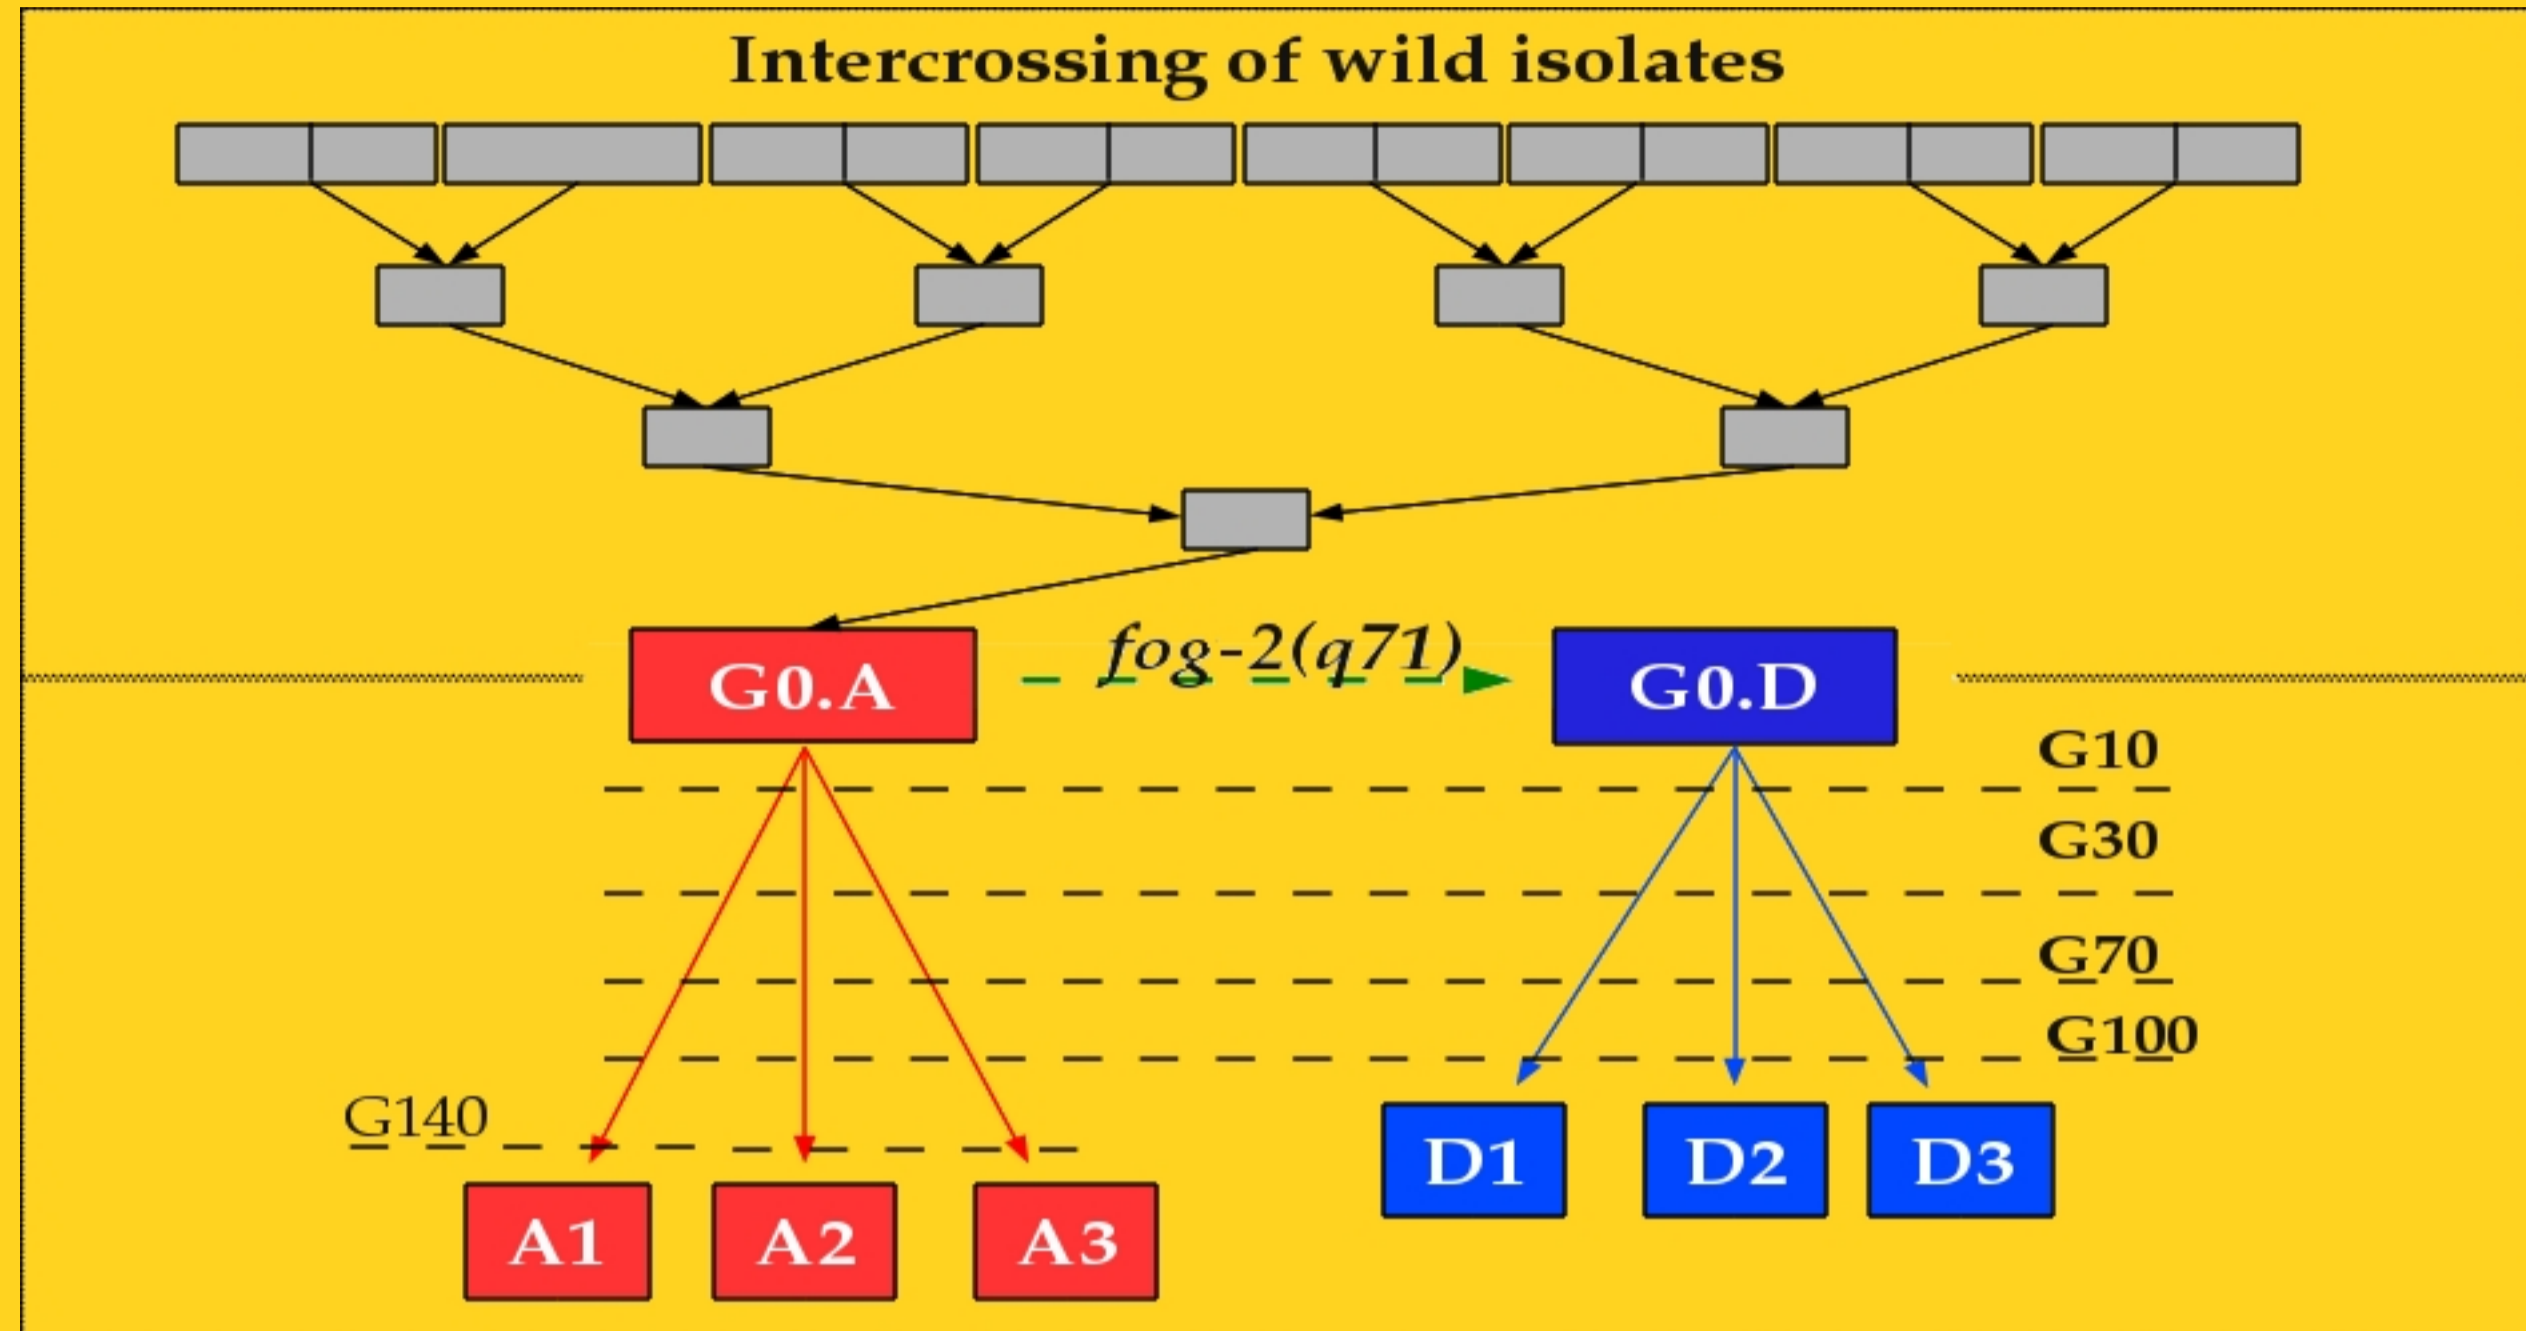 Intercrossing of wild isolates
fog-2(q71)
G0.A
G0.D
G10
G30
G70
G100
G140
D1 D2 D3
A1 A2 A3